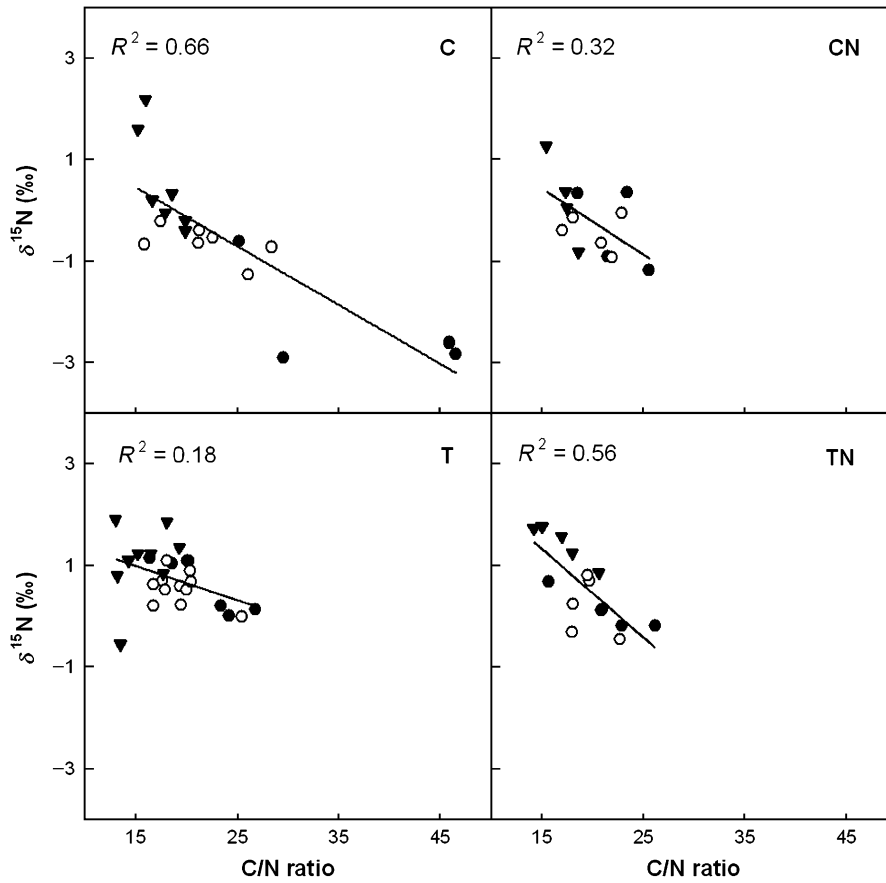 R² = 0.66 C
R² = 0.32 CN
3
1
−1
−3
δ¹⁵N (‰)
R² = 0.18 T
R² = 0.56 TN
3
1
−1
−3
δ¹⁵N (‰)
15 25 35 45
15 25 35 45
C/N ratio
C/N ratio